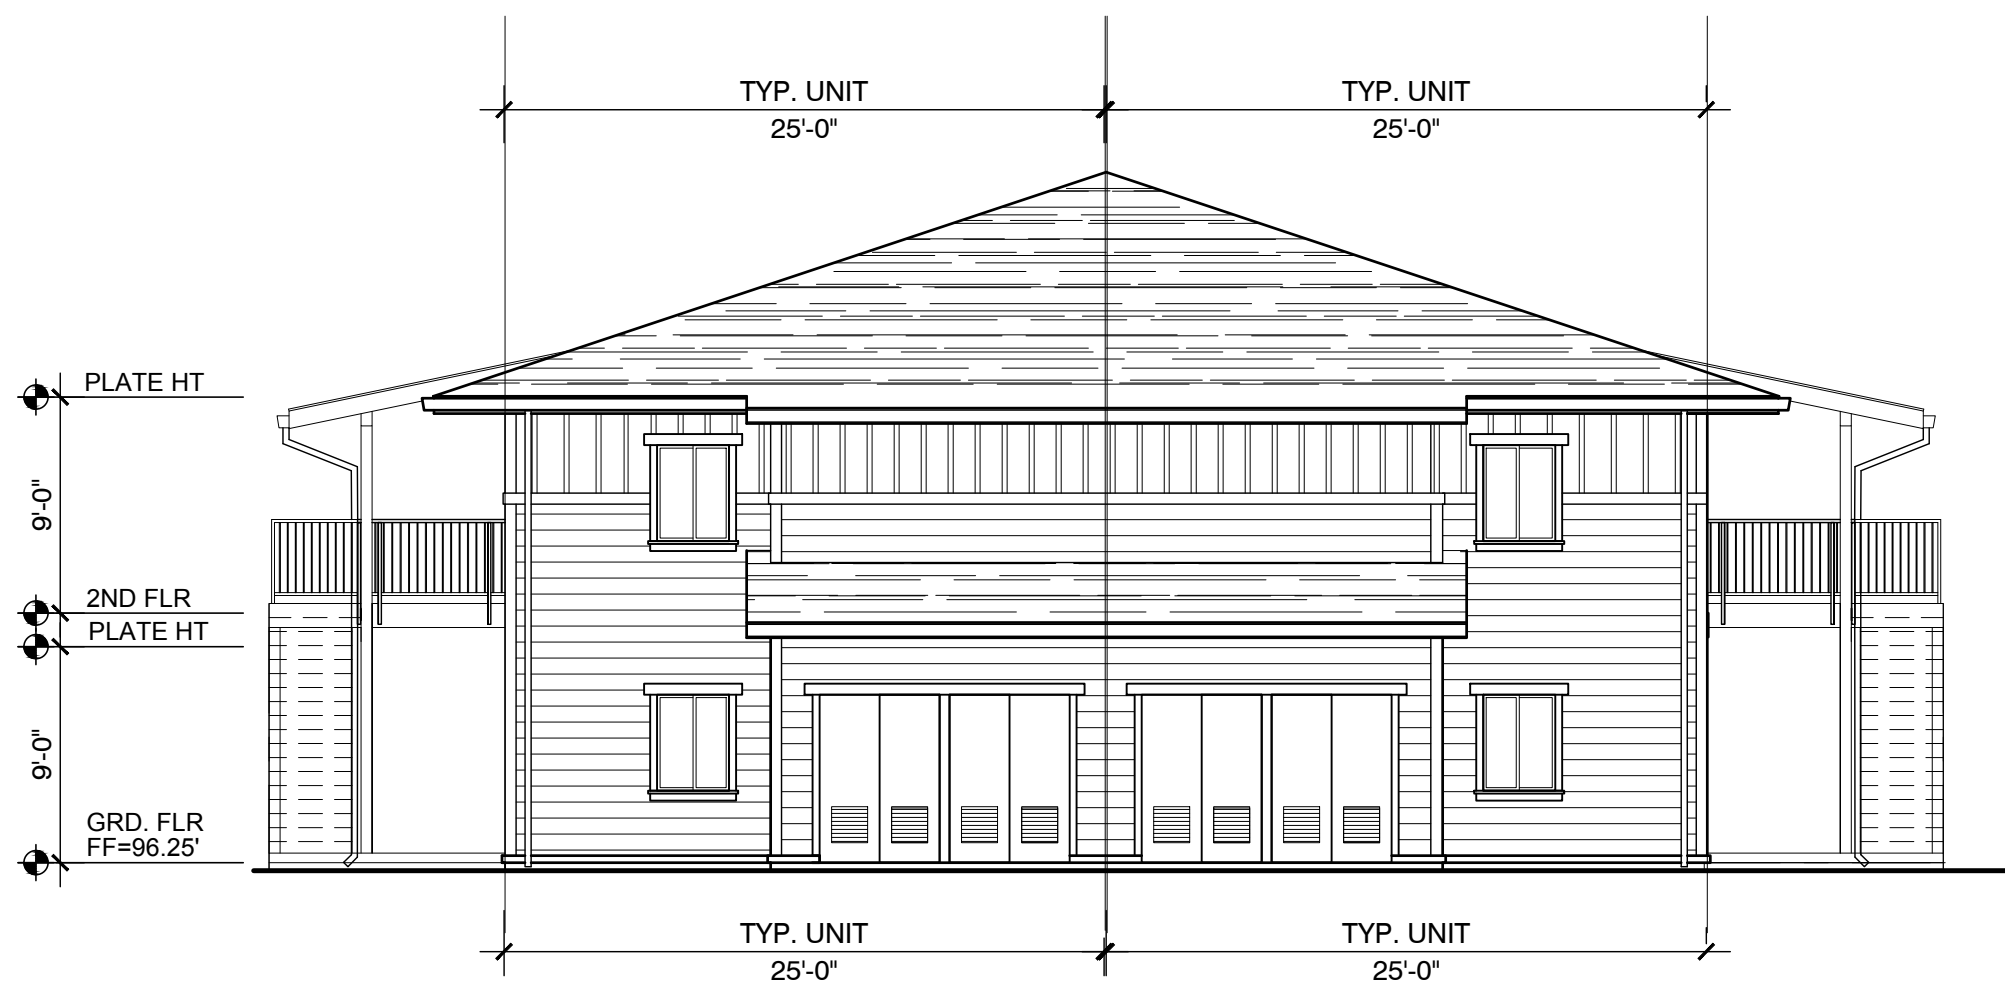 TYP. UNIT
25'-0"
TYP. UNIT
25'-0"
PLATE HT
9'-0"
2ND FLR
PLATE HT
9'-0"
GRD. FLR
FF=96.25'
TYP. UNIT
25'-0"
TYP. UNIT
25'-0"